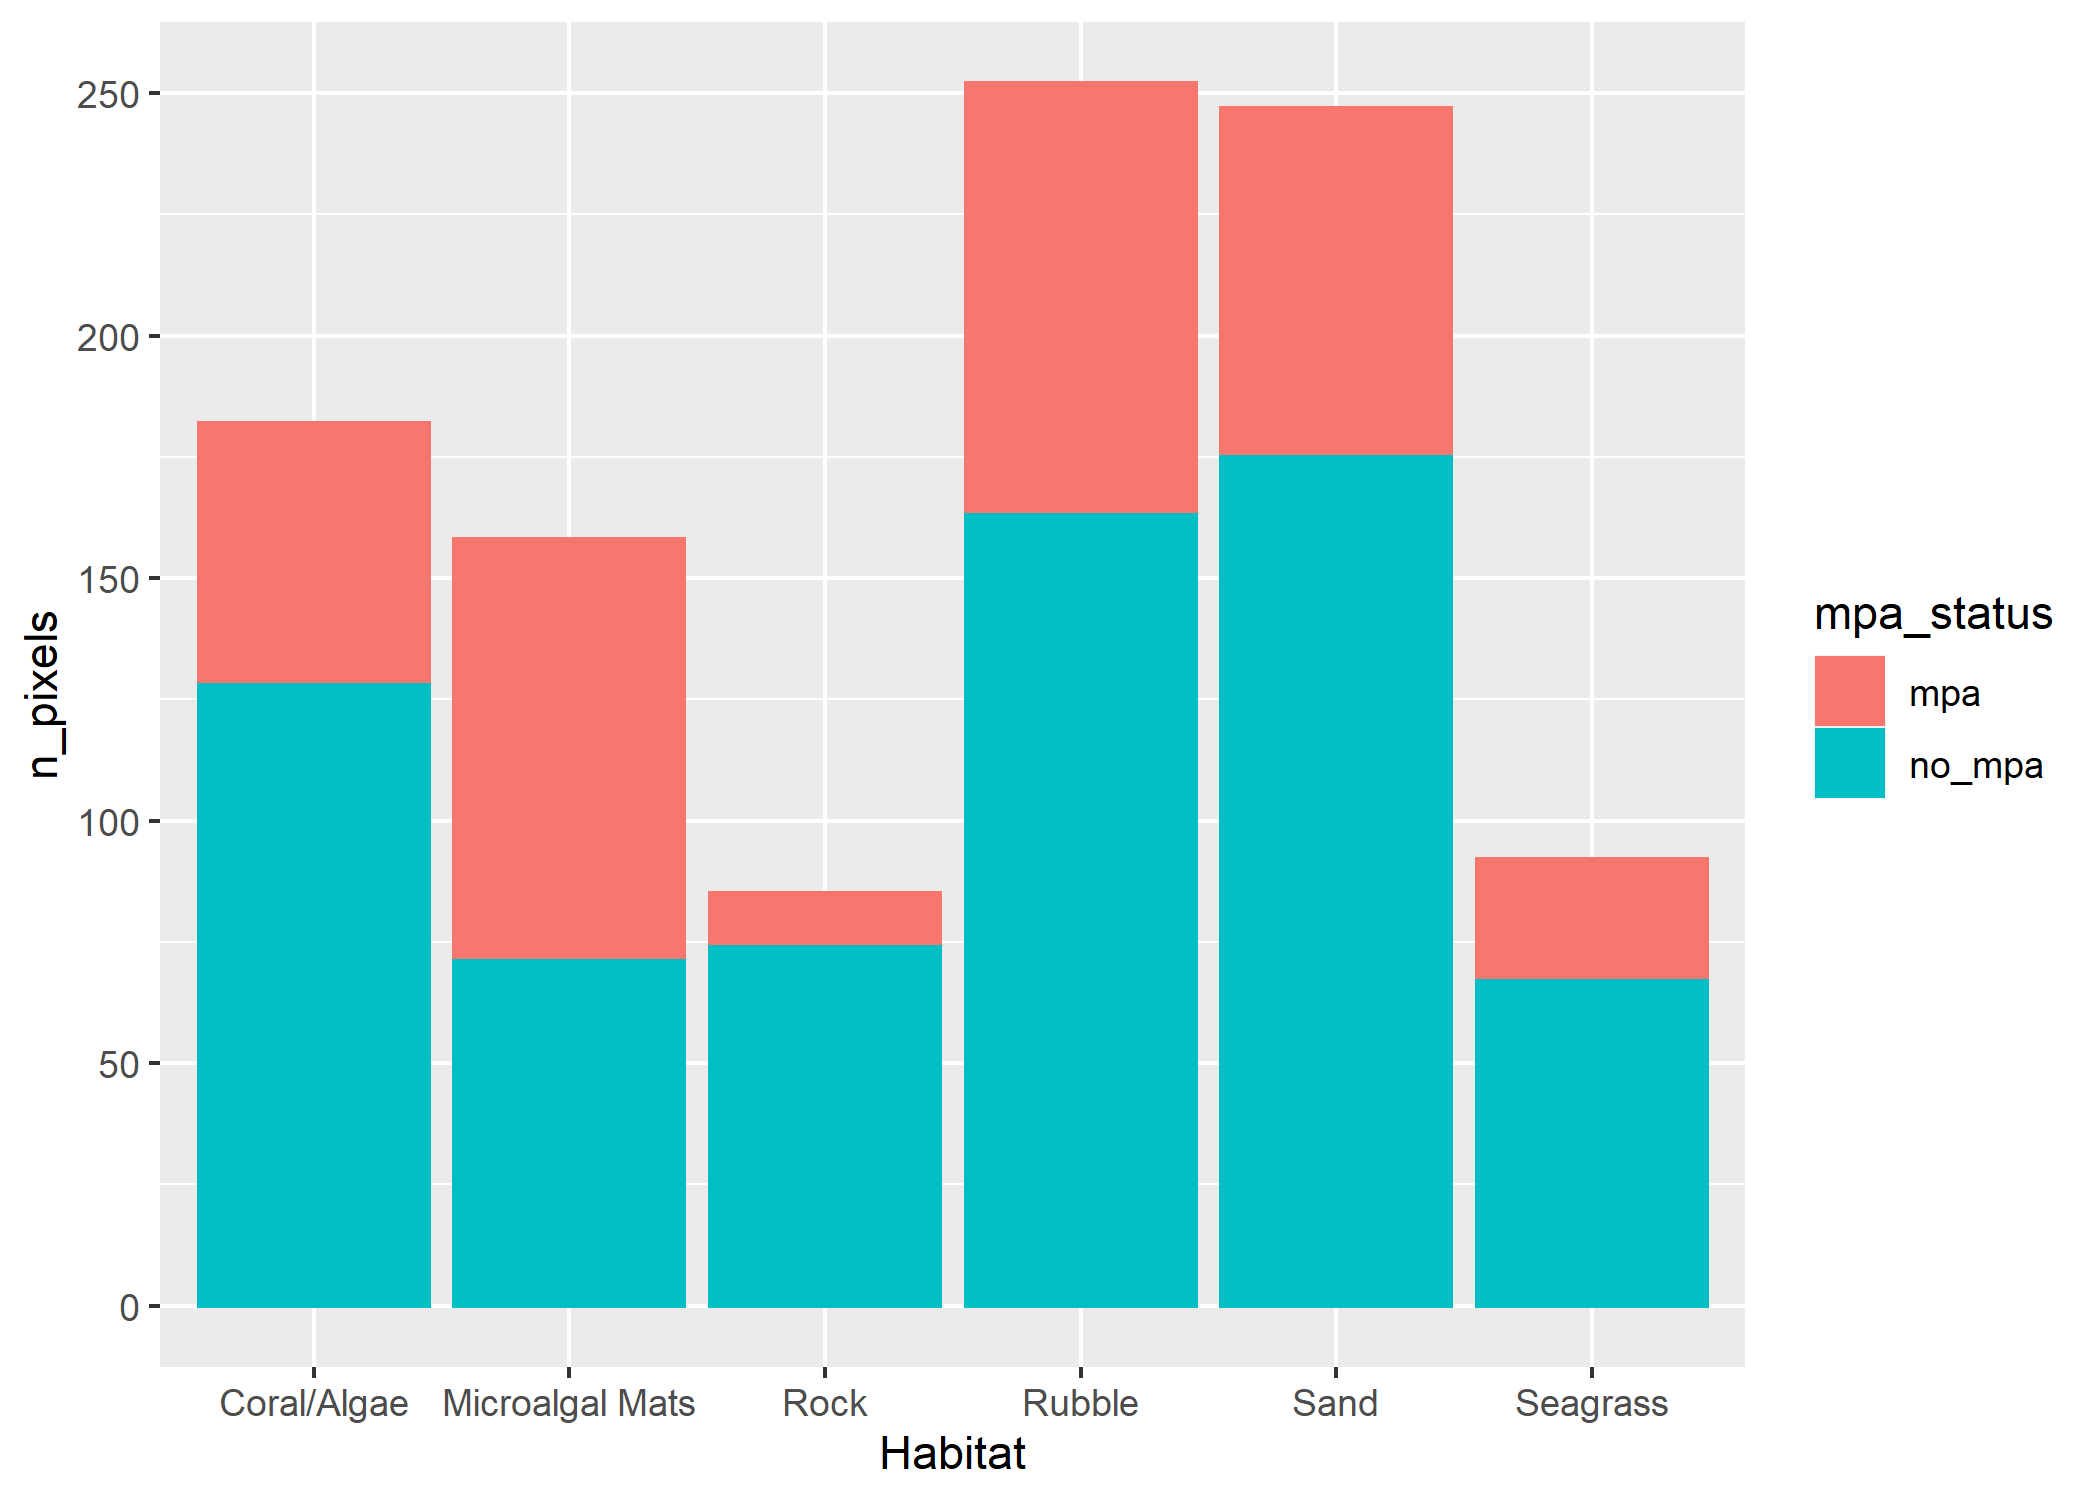 250
200
150
100
50
0
n_pixels
Coral/Algae Microalgal Mats Rock Rubble Sand Seagrass
Habitat
mpa_status
mpa
no_mpa